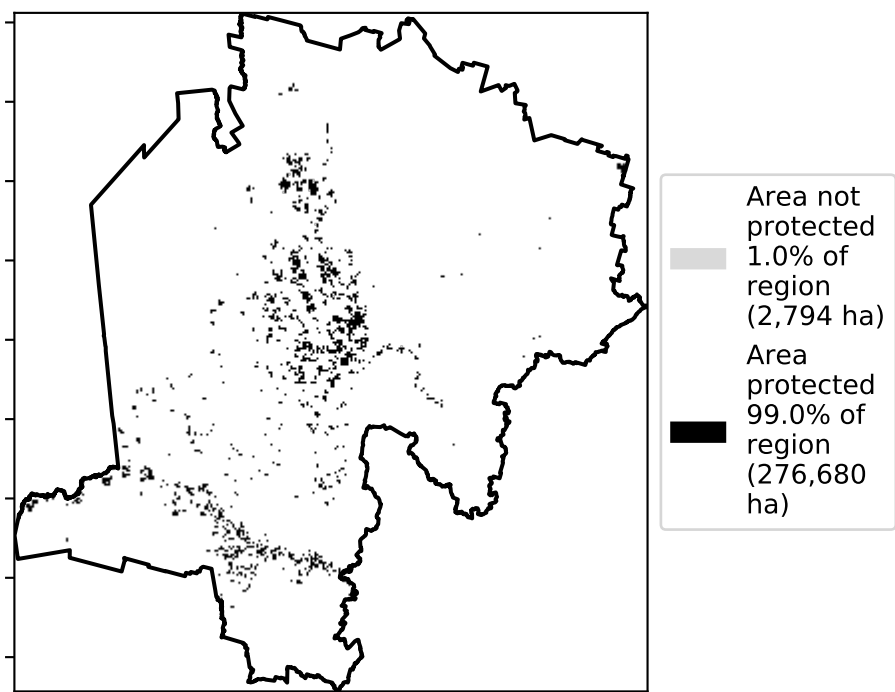 Area not
protected
1.0% of
region
(2,794 ha)
Area
protected
99.0% of
region
(276,680
ha)